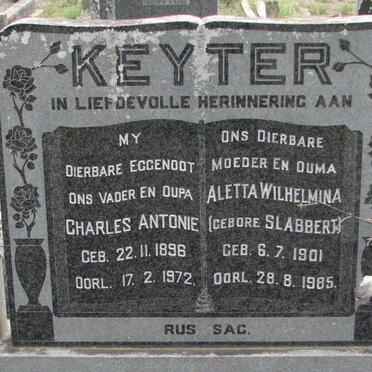 KEYTER
IN LIEFDEVOLLE HERINNERING AAN
MY
DIERBARE EGGENOOT
ONS VADER EN OUPA
CHARLES ANTONIE
GEB. 22.11.1896
OORL. 17.2.1972.
ONS DIERBARE
MOEDER EN OUMA
ALETTA WILHELMINA
(GEBORE SLABBERT)
GEB. 6.7.1901
OORL. 28.8.1985.
RUS SAG.